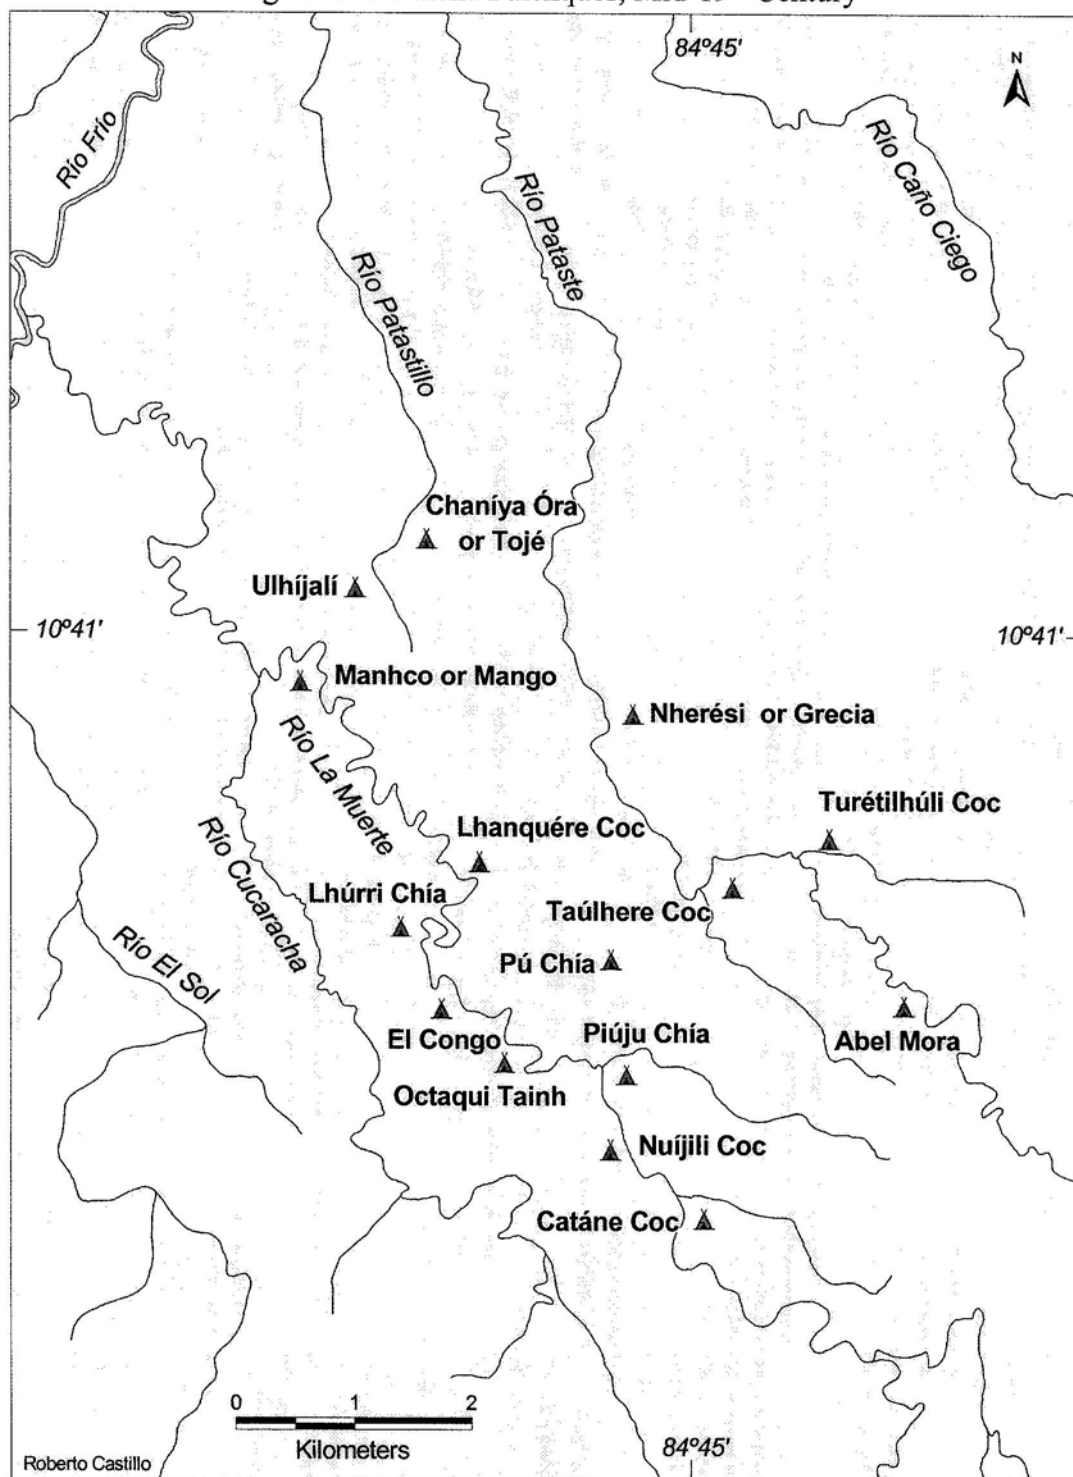 84º45'
N
Río Frío
Río Caño Ciego
Río Pataste
Río Patastillo
Chaníya Óra
or Tojé
Ulhíjalí
10º41'
10º41'
Manhco or Mango
Nherési or Grecia
Río La Muerte
Turétilhúli Coc
Lhanquére Coc
Río Cucaracha
Lhúrri Chía
Taúlhere Coc
Río El Sol
Pú Chía
El Congo
Piúju Chía
Abel Mora
Octaqui Tainh
Nuíjili Coc
Catáne Coc
0 1 2
Kilometers
84º45'
Roberto Castillo